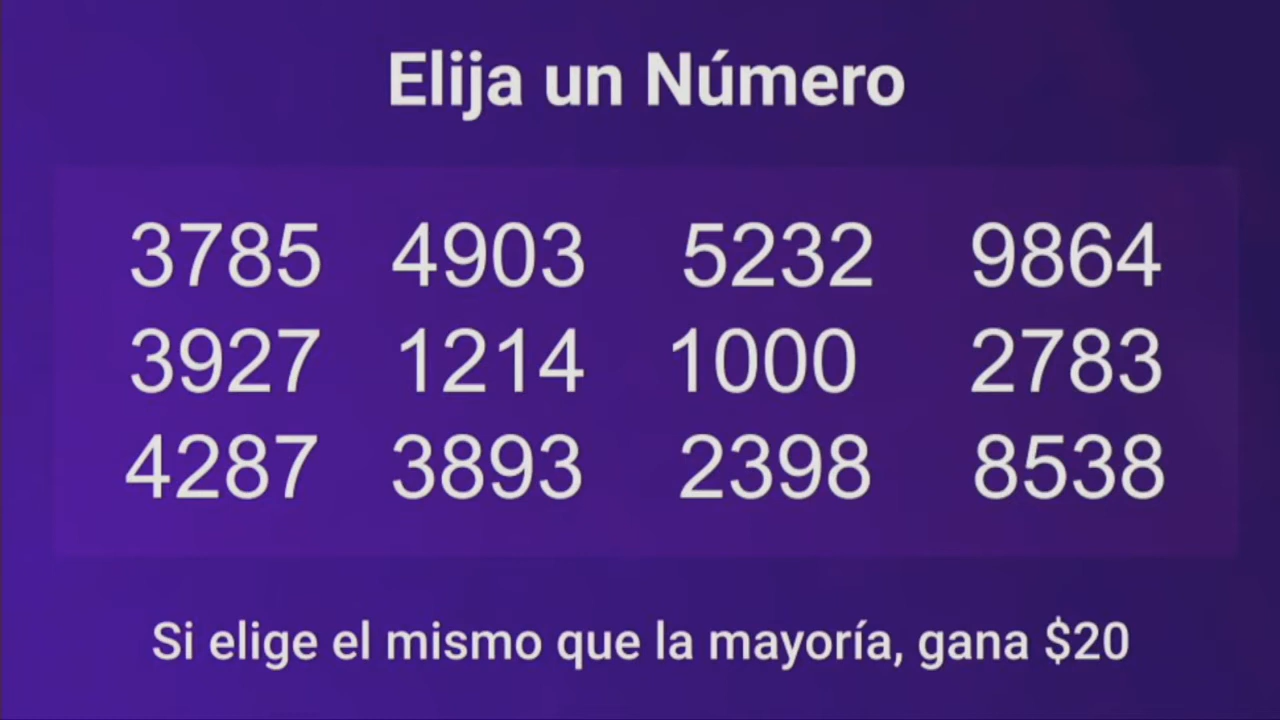 Elija un Número
3785 4903 5232 9864
3927 1214 1000 2783
4287 3893 2398 8538
Si elige el mismo que la mayoría, gana $20